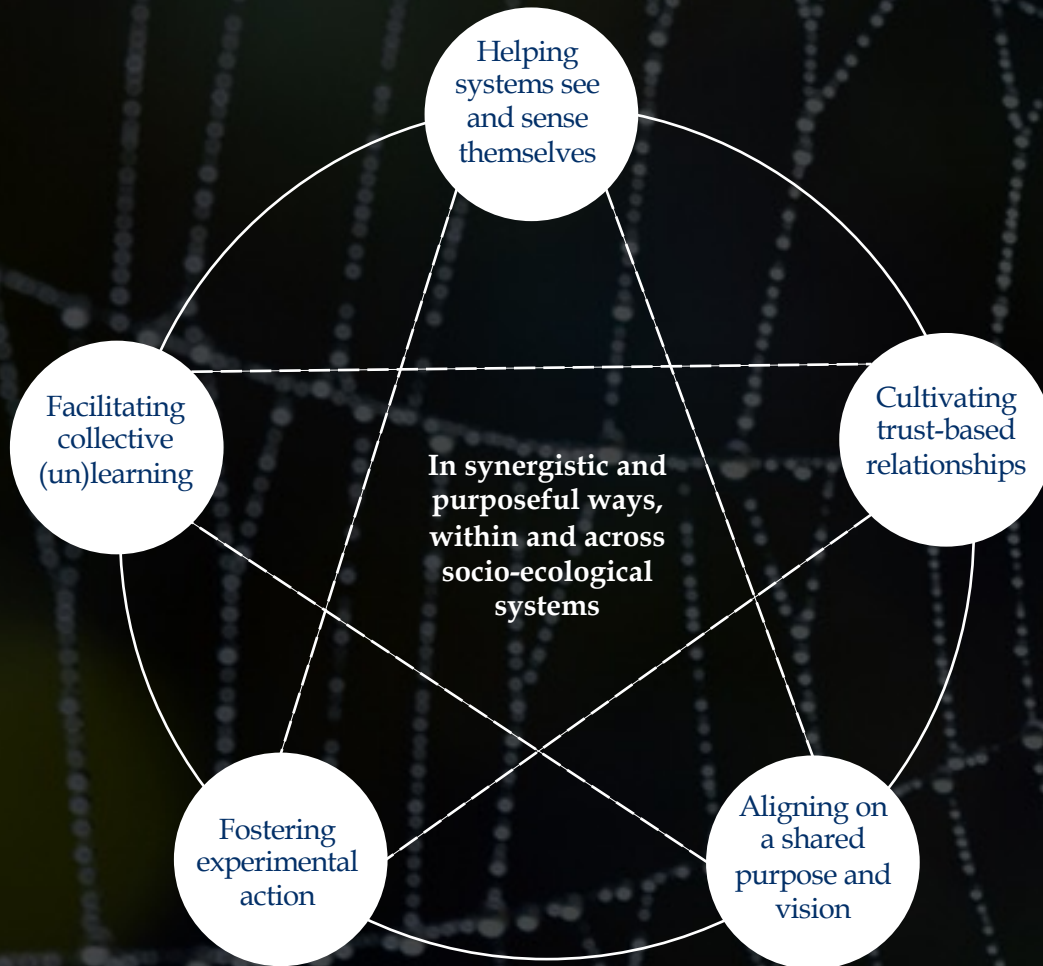 Helping
systems see
and sense
themselves
Cultivating
trust-based
relationships
Aligning on
a shared
purpose and
vision
Fostering
experimental
action
Facilitating
collective
(un)learning
In synergistic and
purposeful ways,
within and across
socio-ecological
systems